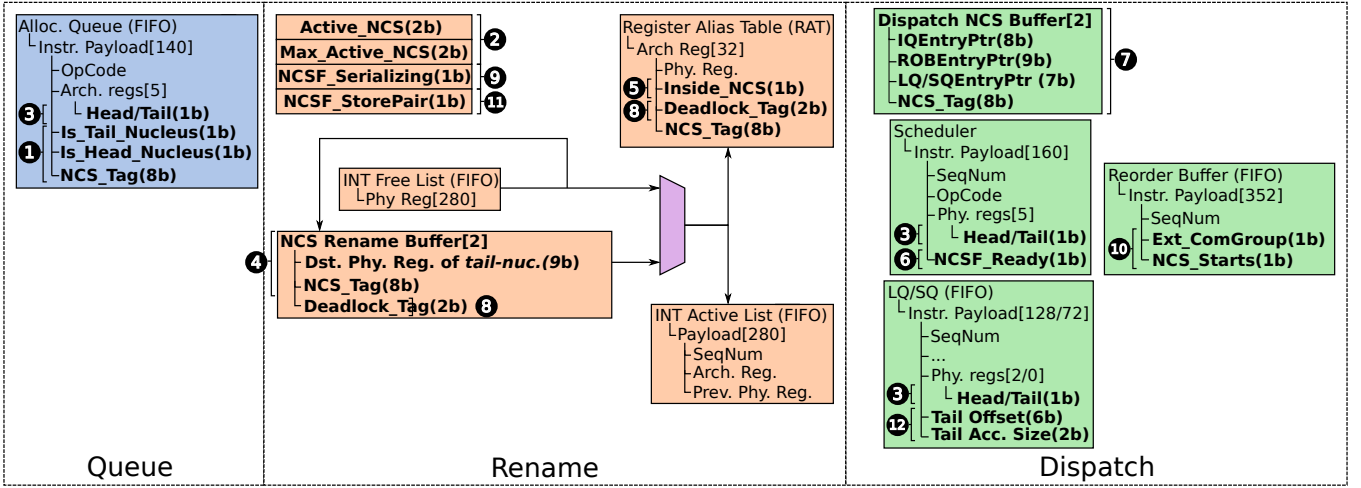 Alloc. Queue (FIFO)
Instr. Payload[140]
OpCode
Arch. regs[5]
3 Head/Tail(1b)
Is_Tail_Nucleus(1b)
1 Is_Head_Nucleus(1b)
NCS_Tag(8b)
Queue
Active_NCS(2b)
2
Max_Active_NCS(2b)
NCSF_Serializing(1b) 9
NCSF_StorePair(1b) 11
Register Alias Table (RAT)
Arch Reg[32]
Phy. Reg.
5 Inside_NCS(1b)
8 Deadlock_Tag(2b)
NCS_Tag(8b)
INT Free List (FIFO)
Phy Reg[280]
NCS Rename Buffer[2]
4 Dst. Phy. Reg. of tail-nuc.(9b)
NCS_Tag(8b)
Deadlock_Tag(2b) 8
INT Active List (FIFO)
Payload[280]
SeqNum
Arch. Reg.
Prev. Phy. Reg.
Rename
Dispatch NCS Buffer[2]
IQEntryPtr(8b)
ROBEntryPtr(9b) 7
LQ/SQEntryPtr (7b)
NCS_Tag(8b)
Scheduler
Instr. Payload[160]
SeqNum
OpCode
Phy. regs[5]
3 Head/Tail(1b)
6 NCSF_Ready(1b)
Reorder Buffer (FIFO)
Instr. Payload[352]
SeqNum
Ext_ComGroup(1b)
10
NCS_Starts(1b)
LQ/SQ (FIFO)
Instr. Payload[128/72]
SeqNum
...
Phy. regs[2/0]
3 Head/Tail(1b)
Tail Offset(6b)
12
Tail Acc. Size(2b)
Dispatch